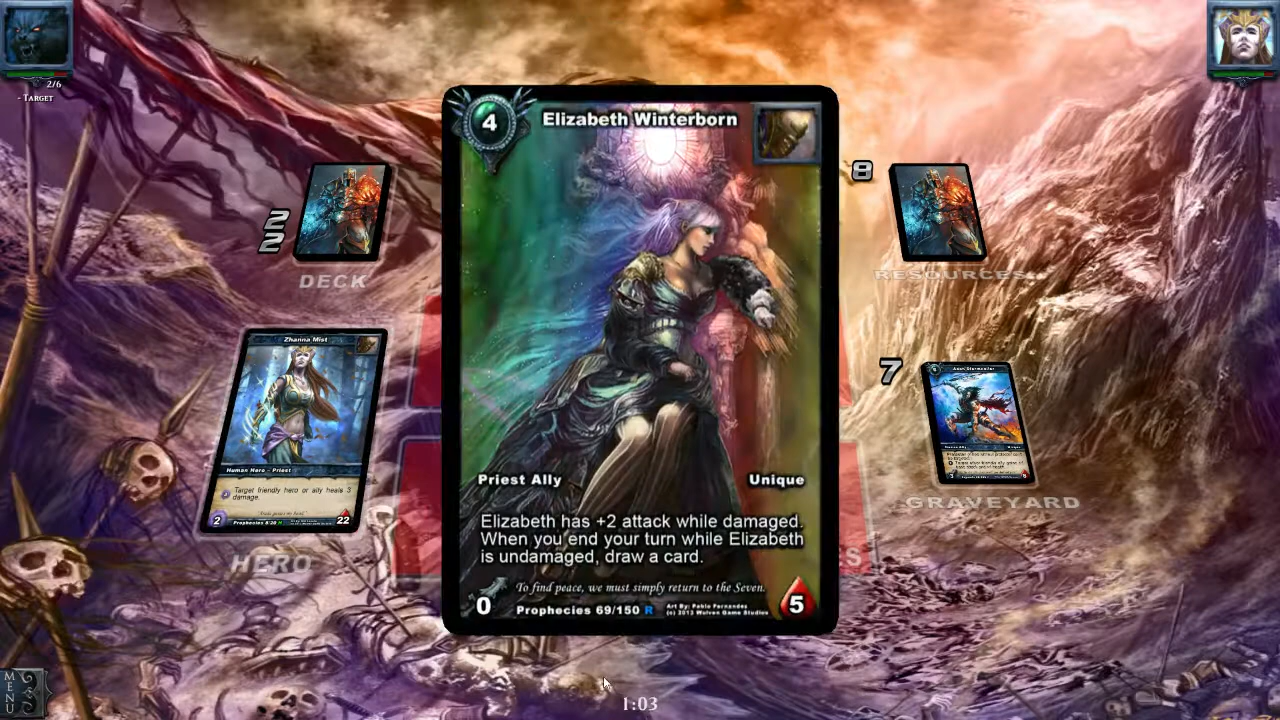 2/6
- TARGET
4
Elizabeth Winterborn
8
22
DECK
RESOURCES
Zhanna Mist
7
Human Hero - Priest
Target friendly hero or ally heals 3
damage.
2
22
HERO
GRAVEYARD
Priest Ally
Unique
Elizabeth has +2 attack while damaged.
When you end your turn while Elizabeth
is undamaged, draw a card.
To find peace, we must simply return to the Seven.
0
Prophecies 69/150 R
Art By: Pablo Fernandes
(c) 2013 Wulven Game Studios
5
S
MENU
1:03